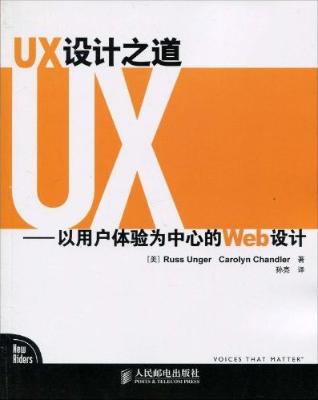 UX设计之道
UX
——以用户体验为中心的Web设计
[美] Russ Unger Carolyn Chandler 著
孙亮 译
New
Riders
VOICES THAT MATTER™
人民邮电出版社
POSTS & TELECOM PRESS